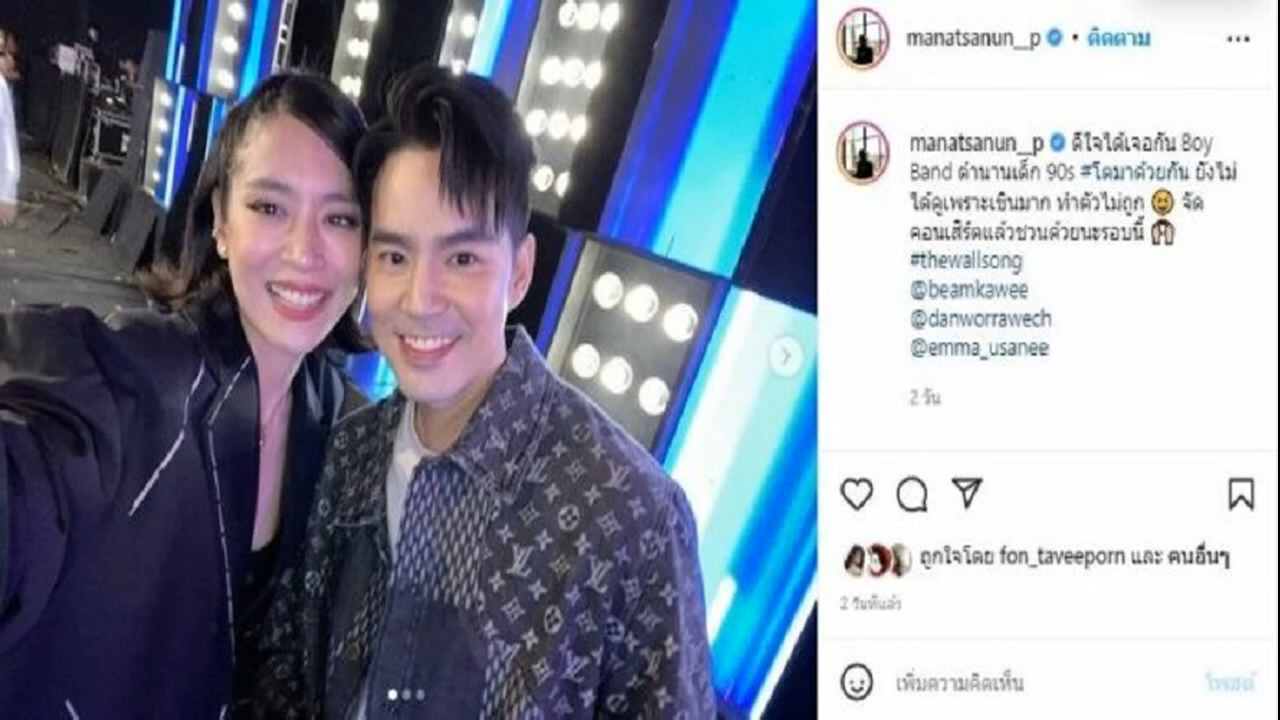 manatsanun__p • ติดตาม
manatsanun__p ดีใจได้เจอกัน Boy
Band ตำนานเด็ก 90s #โตมาด้วยกัน ยังไม่
ได้ดูเพราะเขินมาก ทำตัวไม่ถูก 😄 จัด
คอนเสิร์ตแล้วชวนด้วยนะรอบนี้ 🙌
#thewallsong
@beamkawee
@danworrawech
@emma_usanee
2 วัน
ถูกใจโดย fon_taveeporn และ คนอื่นๆ
2 วันที่แล้ว
เพิ่มความคิดเห็น
โพสต์